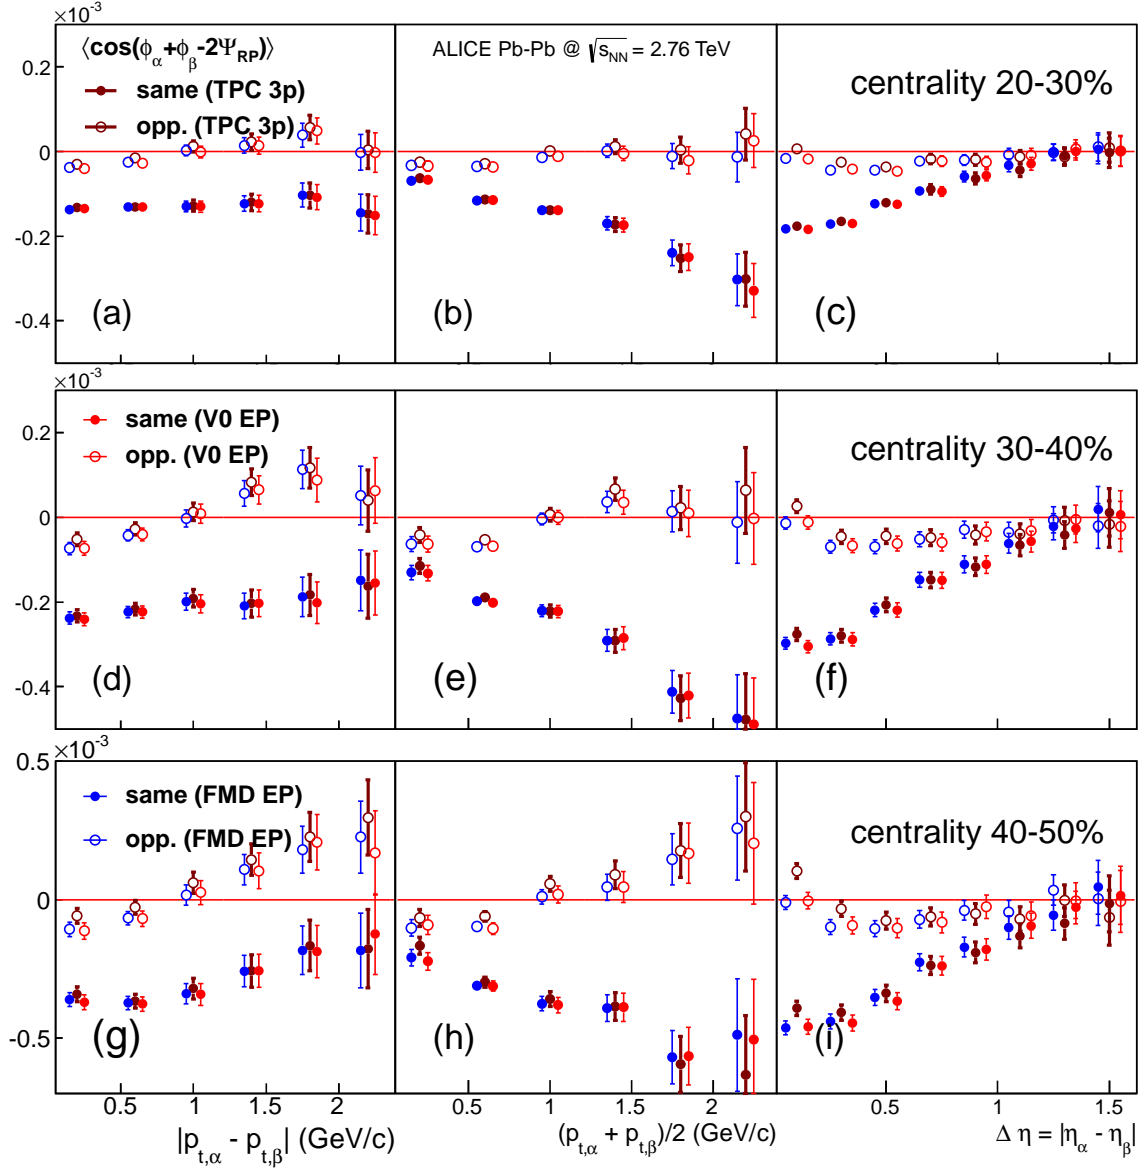 ×10⁻³
⟨cos(ϕα+ϕβ-2ΨRP)⟩
ALICE Pb-Pb @ √sNN = 2.76 TeV
centrality 20-30%
same (TPC 3p)
opp. (TPC 3p)
0.2
0
-0.2
-0.4
(a)
(b)
(c)
×10⁻³
same (V0 EP)
opp. (V0 EP)
centrality 30-40%
0.2
0
-0.2
-0.4
(d)
(e)
(f)
×10⁻³
same (FMD EP)
opp. (FMD EP)
centrality 40-50%
0.5
0
-0.5
(g)
(h)
(i)
0.5 1 1.5 2
0.5 1 1.5 2
0.5 1 1.5
|pt,α - pt,β| (GeV/c)
(pt,α + pt,β)/2 (GeV/c)
Δ η = |ηα - ηβ|